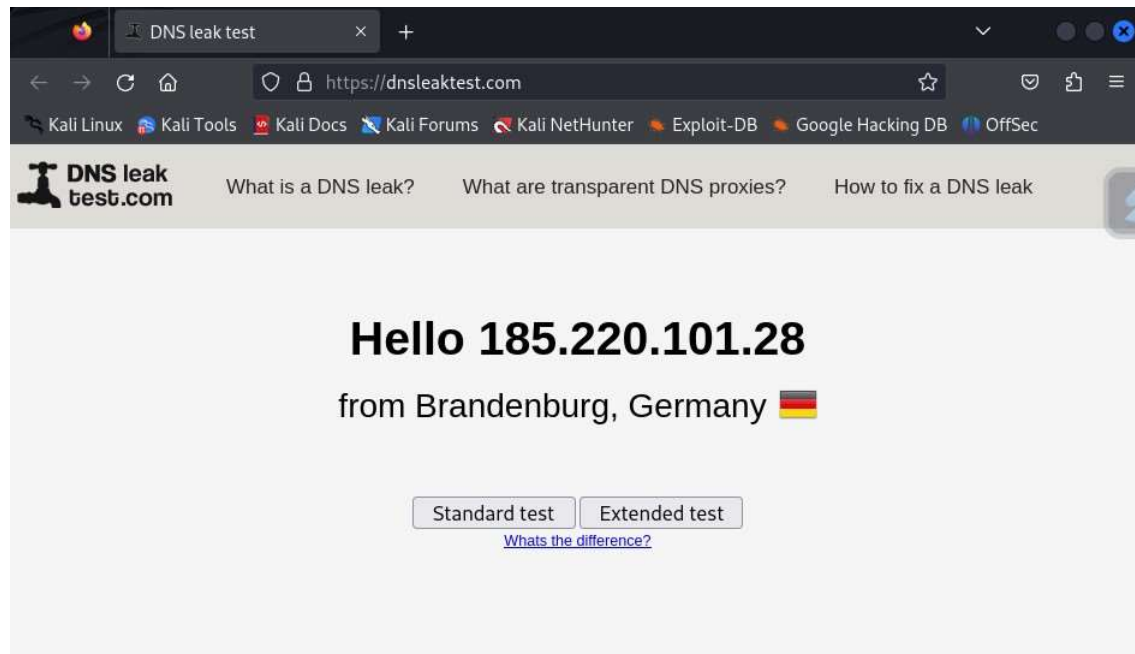 DNS leak test
https://dnsleaktest.com
Kali Linux Kali Tools Kali Docs Kali Forums Kali NetHunter Exploit-DB Google Hacking DB OffSec
DNS leak
test.com
What is a DNS leak? What are transparent DNS proxies? How to fix a DNS leak
Hello 185.220.101.28
from Brandenburg, Germany
Standard test Extended test
Whats the difference?